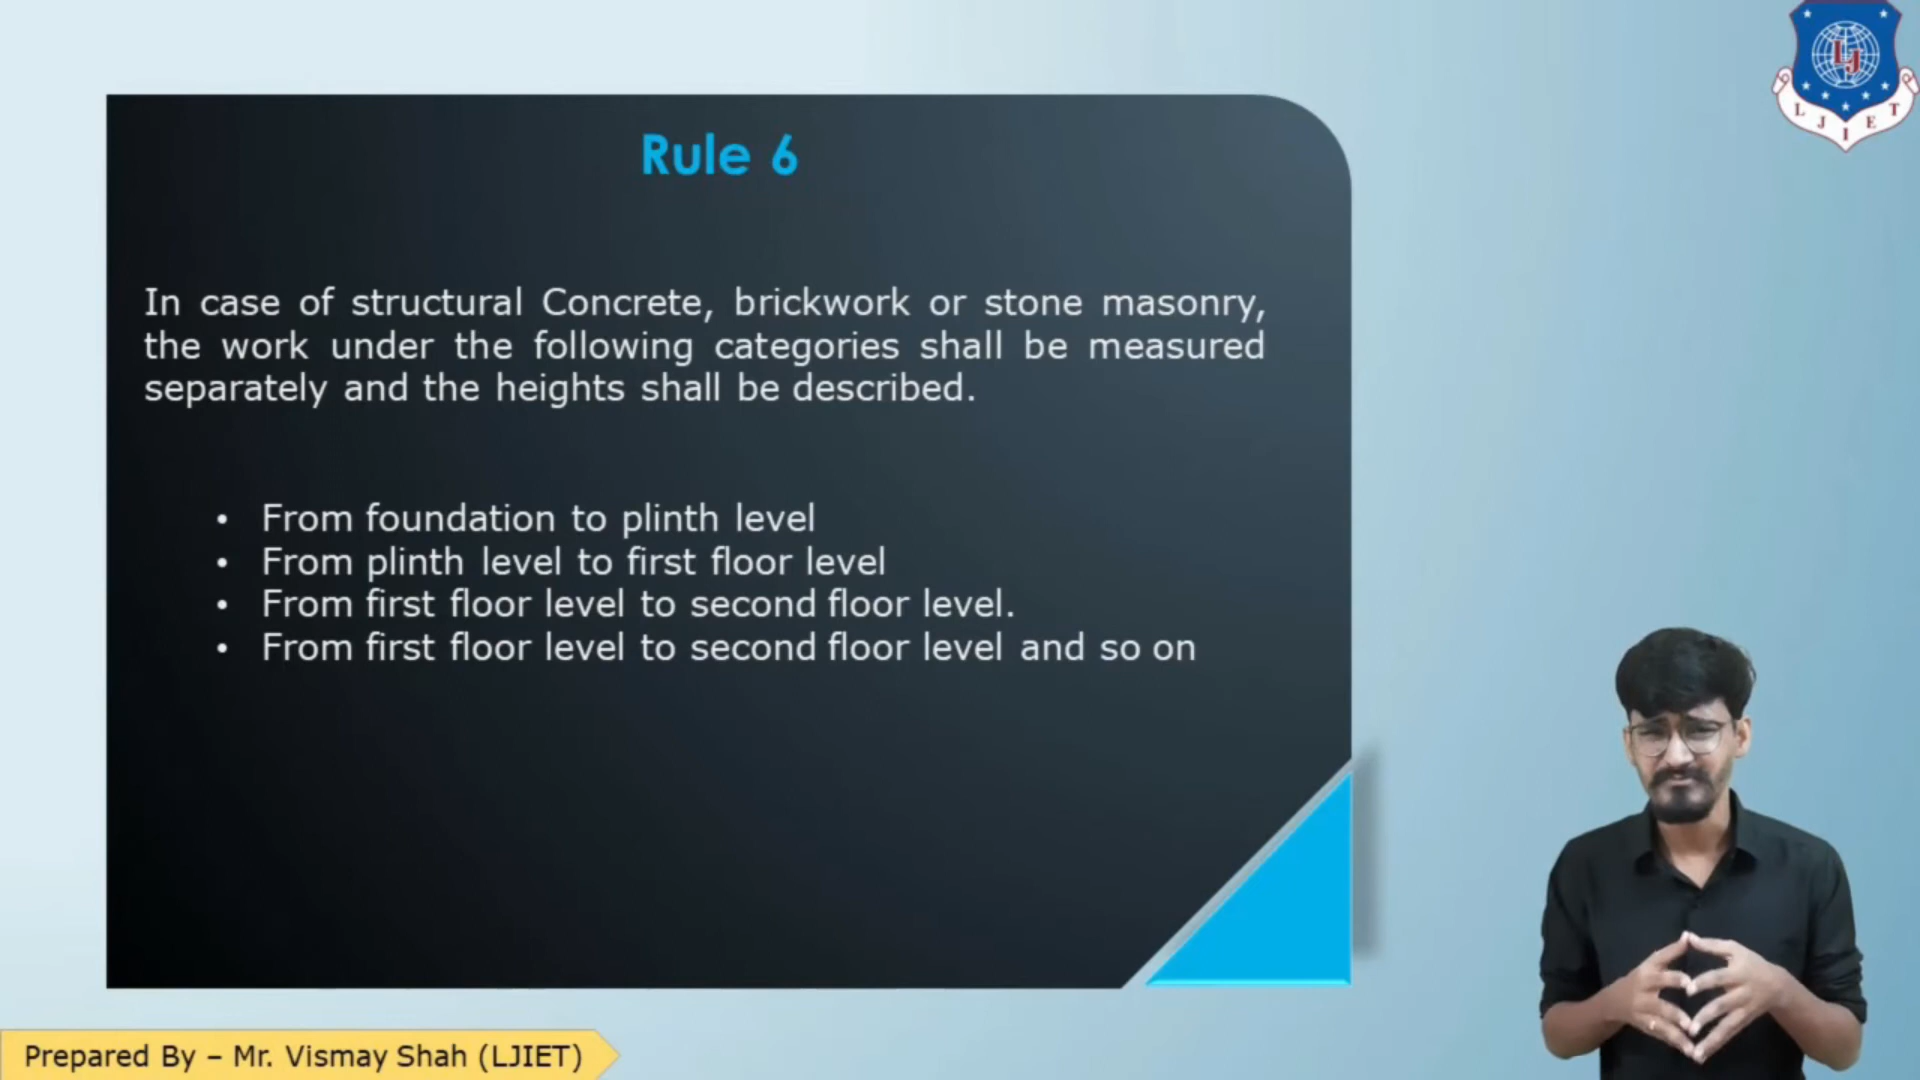 Rule 6
In case of structural Concrete, brickwork or stone masonry,
the work under the following categories shall be measured
separately and the heights shall be described.
• From foundation to plinth level
• From plinth level to first floor level
• From first floor level to second floor level.
• From first floor level to second floor level and so on
LJ
L J I E T
Prepared By – Mr. Vismay Shah (LJIET)